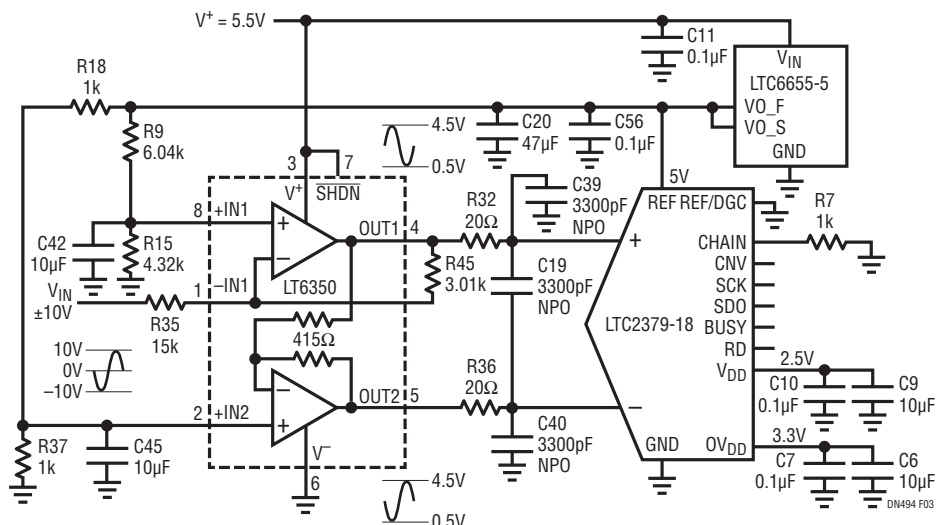 V+ = 5.5V
C11
0.1µF
VIN
LTC6655-5
VO_F
VO_S
GND
R18
1k
R9
6.04k
4.5V
0.5V
C20
47µF
C56
0.1µF
3
7
V+
SHDN
5V
R32
20Ω
C39
3300pF
NPO
REF
REF/DGC
R7
1k
8
+IN1
OUT1
4
C42
10µF
R15
4.32k
+
−
+
CHAIN
CNV
SCK
SDO
BUSY
RD
VDD
R45
3.01k
C19
3300pF
NPO
VIN
±10V
1
−IN1
LT6350
R35
15k
415Ω
LTC2379-18
10V
0V
−10V
R36
20Ω
2.5V
C10
0.1µF
C9
10µF
2
+IN2
−
+
OUT2
5
−
R37
1k
C45
10µF
V−
6
C40
3300pF
NPO
GND
OVDD
3.3V
C7
0.1µF
C6
10µF
4.5V
0.5V
DN494 F03